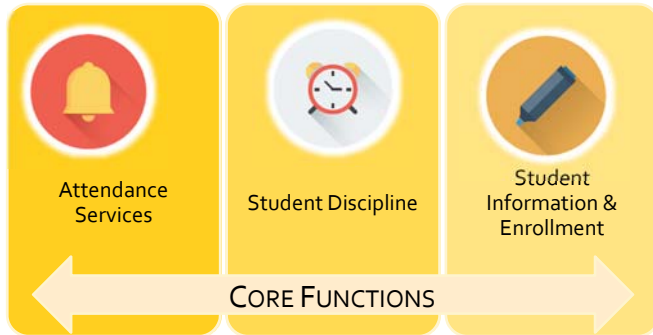 Attendance
Services
Student Discipline
Student
Information &
Enrollment
CORE FUNCTIONS